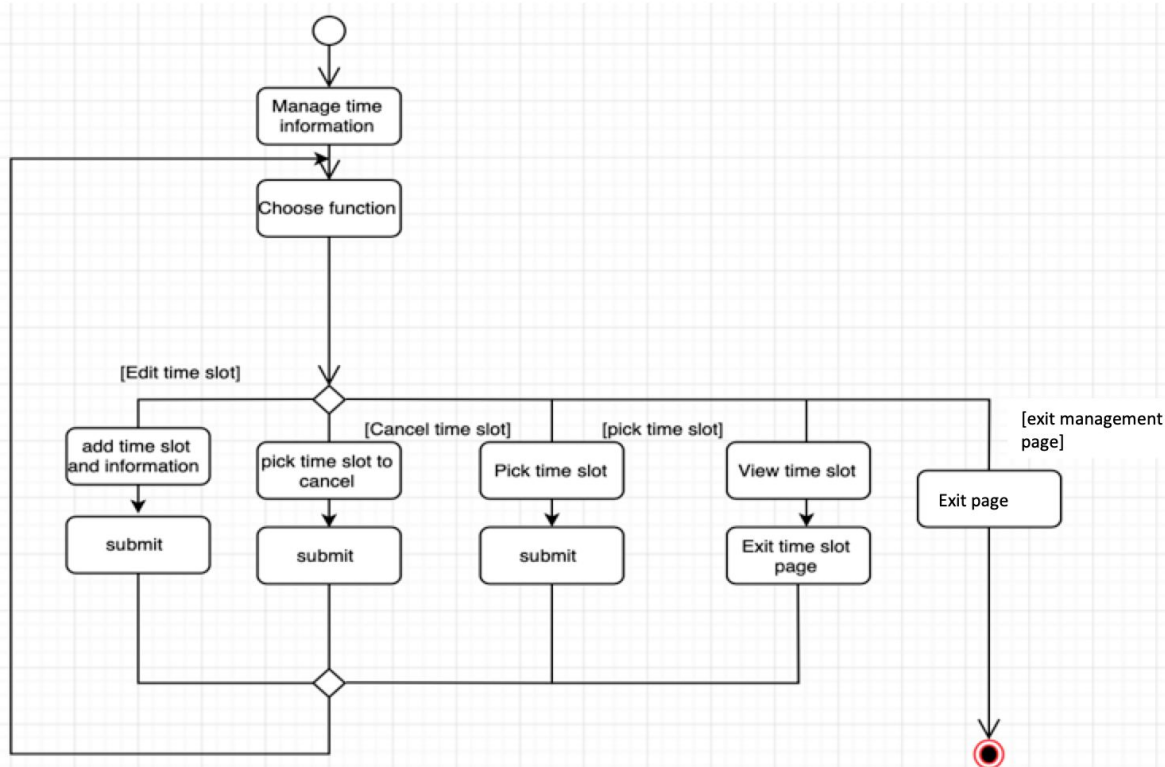 Manage time
information
Choose function
[Edit time slot]
[Cancel time slot]
[pick time slot]
[exit management
page]
add time slot
and information
pick time slot to
cancel
Pick time slot
View time slot
Exit page
submit
submit
submit
Exit time slot
page